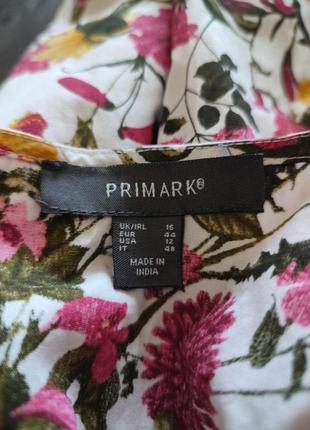 PRIMARK®
UK/IRL 16
EUR 44
USA 12
IT 48
MADE IN
INDIA